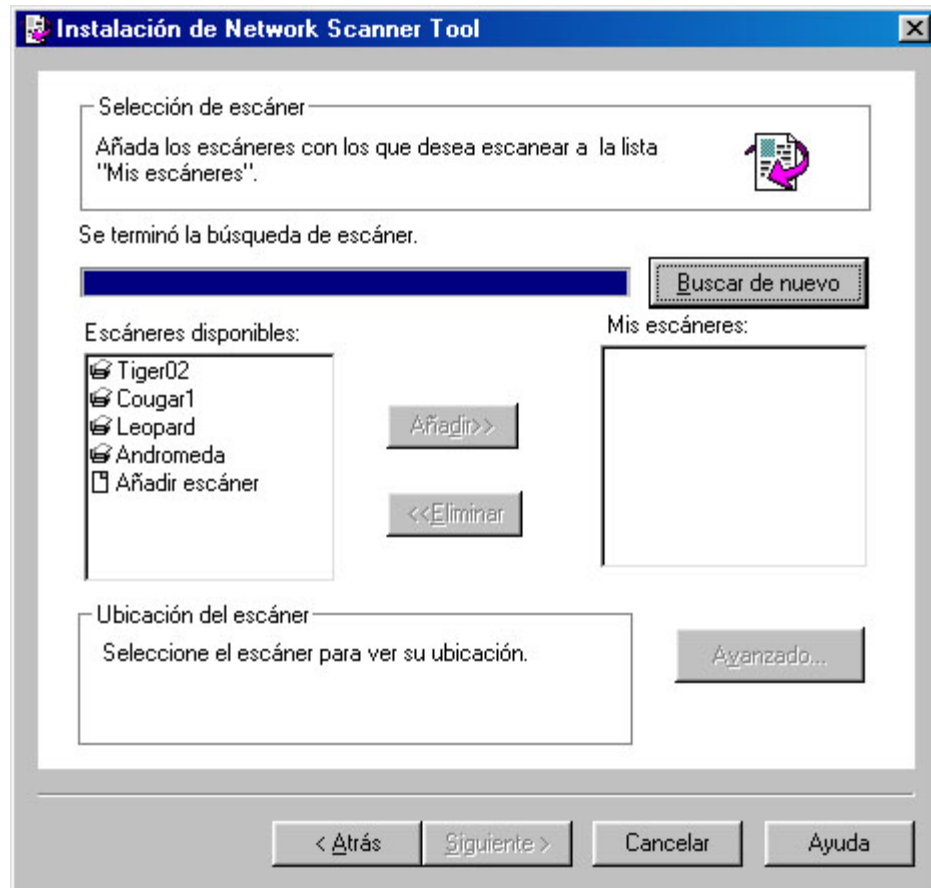 Instalación de Network Scanner Tool
Selección de escáner
Añada los escáneres con los que desea escanear a la lista
"Mis escáneres".
Se terminó la búsqueda de escáner.
Buscar de nuevo
Escáneres disponibles:
Mis escáneres:
Tiger02
Cougar1
Leopard
Andromeda
Añadir escáner
Añadir>>
<<Eliminar
Ubicación del escáner
Seleccione el escáner para ver su ubicación.
Avanzado...
< Atrás
Siguiente >
Cancelar
Ayuda